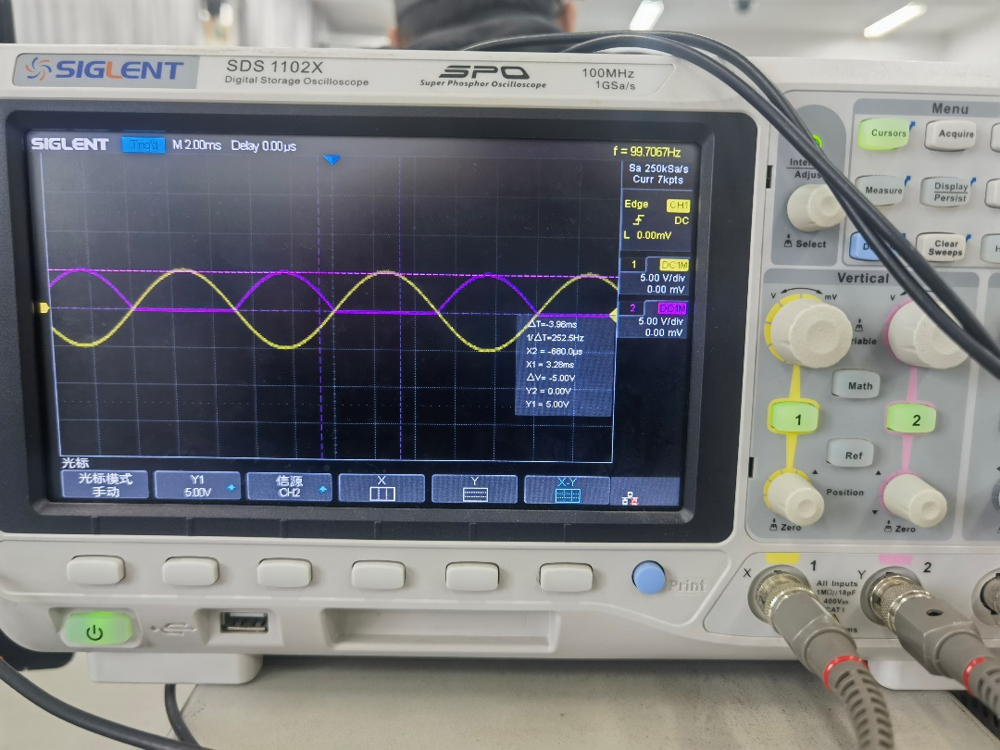 SIGLENT
SDS 1102X
Digital Storage Oscilloscope
SPO
Super Phosphor Oscilloscope
100MHz
1GSa/s
SIGLENT Trig'd M 2.00ms Delay 0.00µs
f = 99.7067Hz
Sa 250kSa/s
Curr 7kpts
Edge CH1
DC
L 0.00mV
1 DC1M
5.00 V/div
0.00 mV
2 DC1M
5.00 V/div
0.00 mV
ΔT=-3.96ms
1/ΔT=252.5Hz
X2 = -680.0µs
X1 = 3.28ms
ΔV= -5.00V
Y2 = 0.00V
Y1 = 5.00V
光标
光标模式
手动
Y1
5.00V
信源
CH2
X
Y
X-Y
Menu
Cursors
Acquire
Adjus
Measure
Display
Persist
Select
Clear
Sweeps
Vertical
V mV
V
Math
1
2
Ref
Position
Zero
Zero
Print
X
1
Y
2
All Inputs
1MΩ//18pF
400Vpk
CAT I